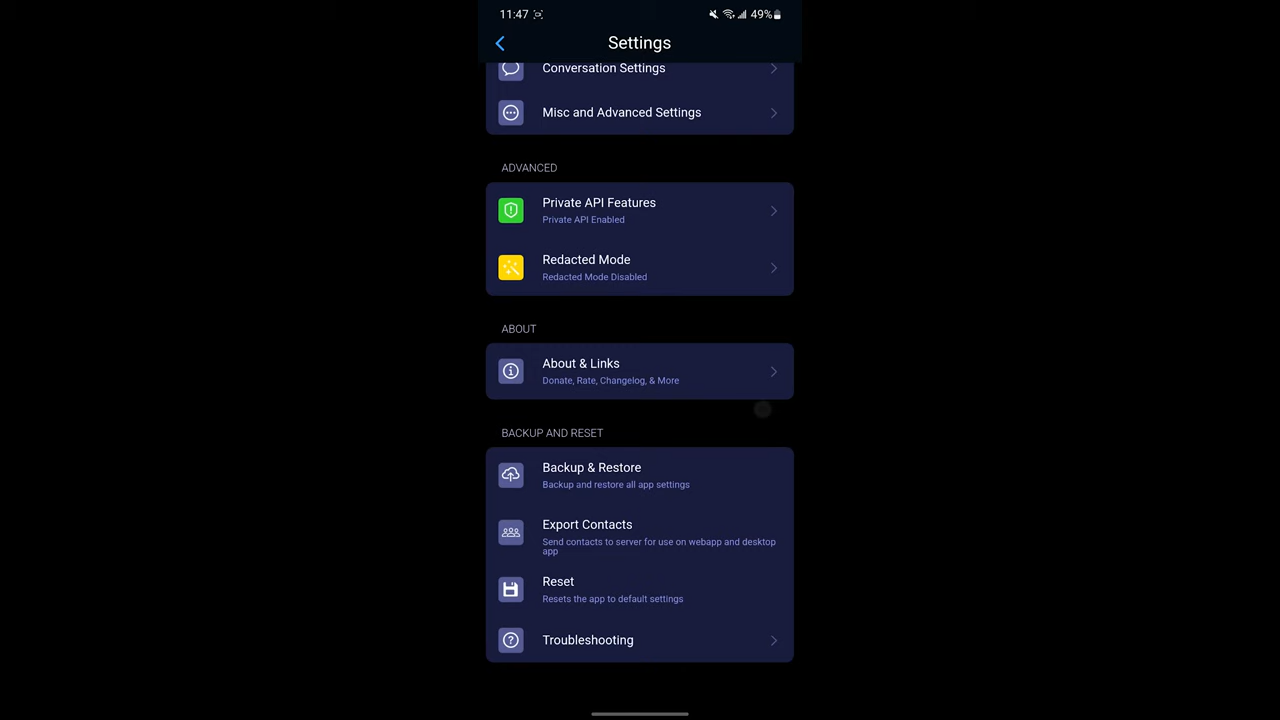 11:47
49%
Settings
Conversation Settings
Misc and Advanced Settings
ADVANCED
Private API Features
Private API Enabled
Redacted Mode
Redacted Mode Disabled
ABOUT
About & Links
Donate, Rate, Changelog, & More
BACKUP AND RESET
Backup & Restore
Backup and restore all app settings
Export Contacts
Send contacts to server for use on webapp and desktop
app
Reset
Resets the app to default settings
Troubleshooting